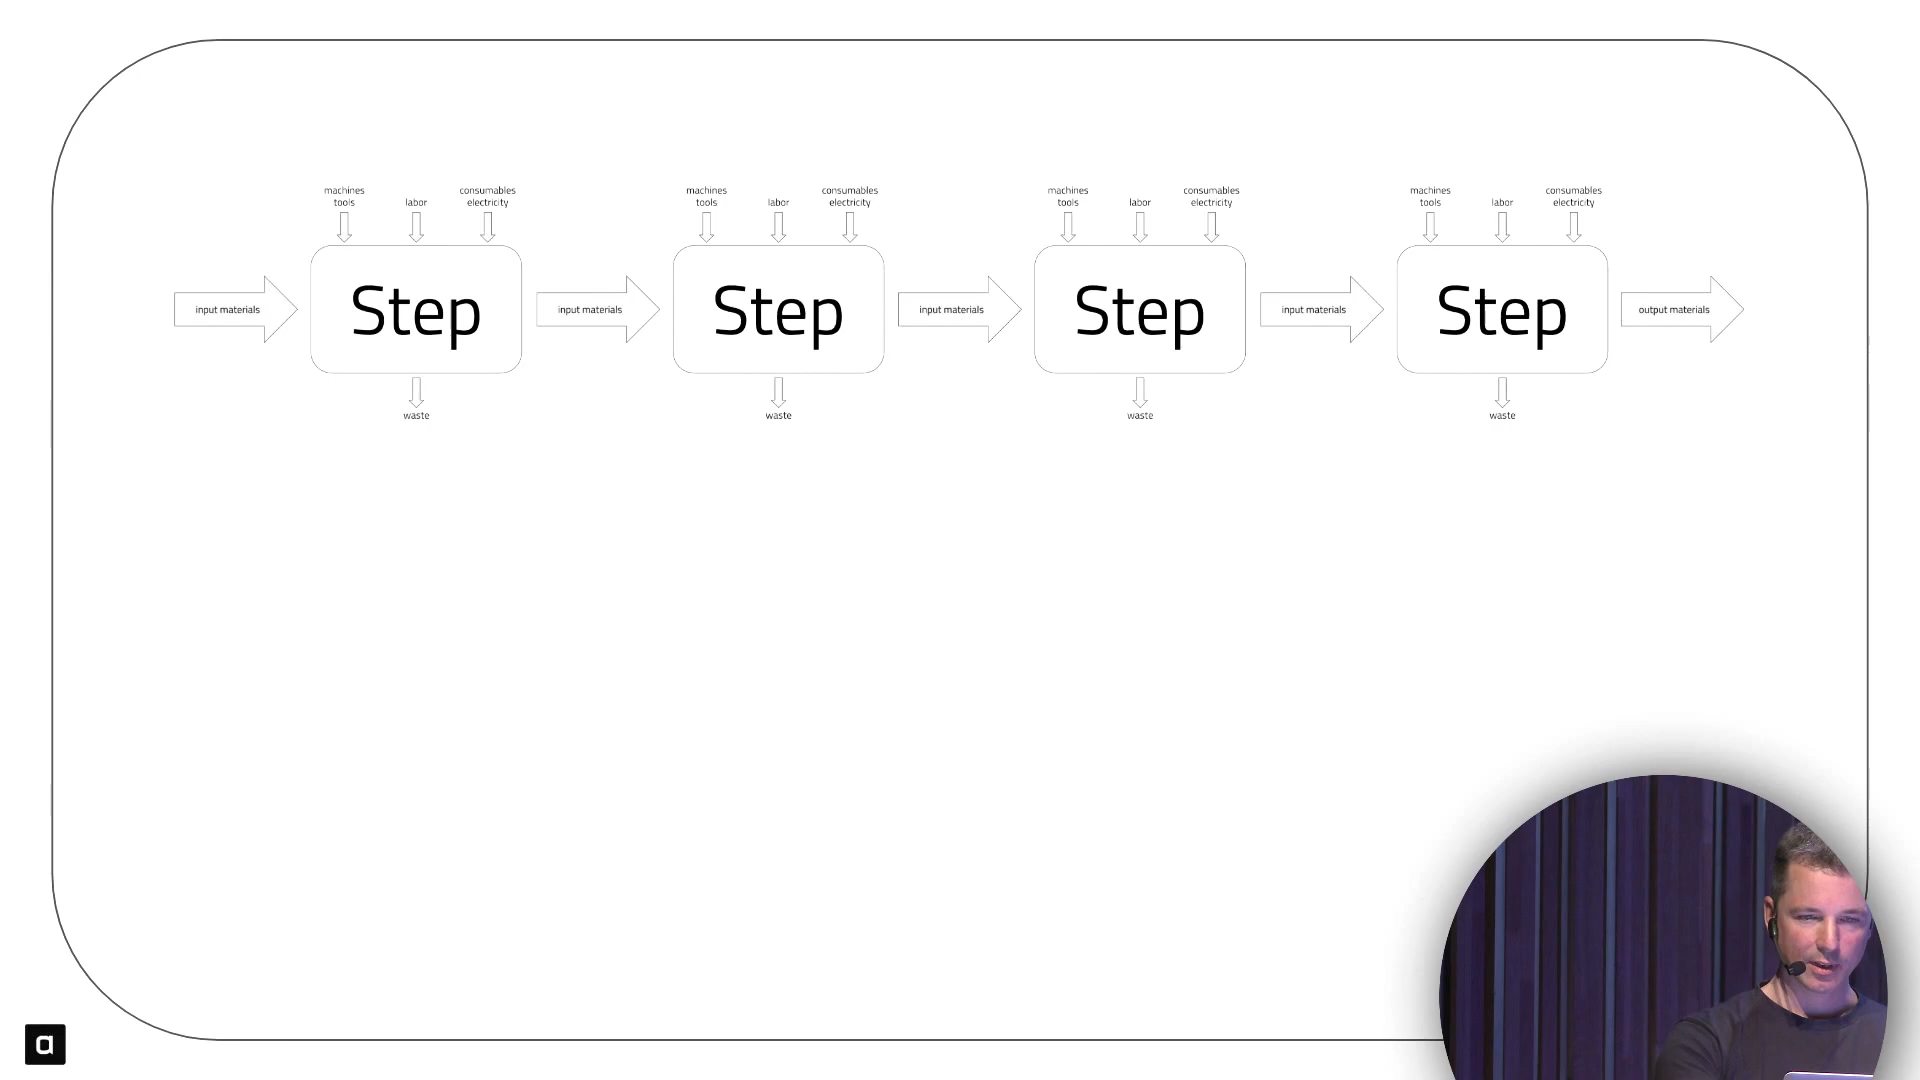 machines
tools
labor
consumables
electricity
machines
tools
labor
consumables
electricity
machines
tools
labor
consumables
electricity
machines
tools
labor
consumables
electricity
input materials
Step
input materials
Step
input materials
Step
input materials
Step
output materials
waste
waste
waste
waste
a